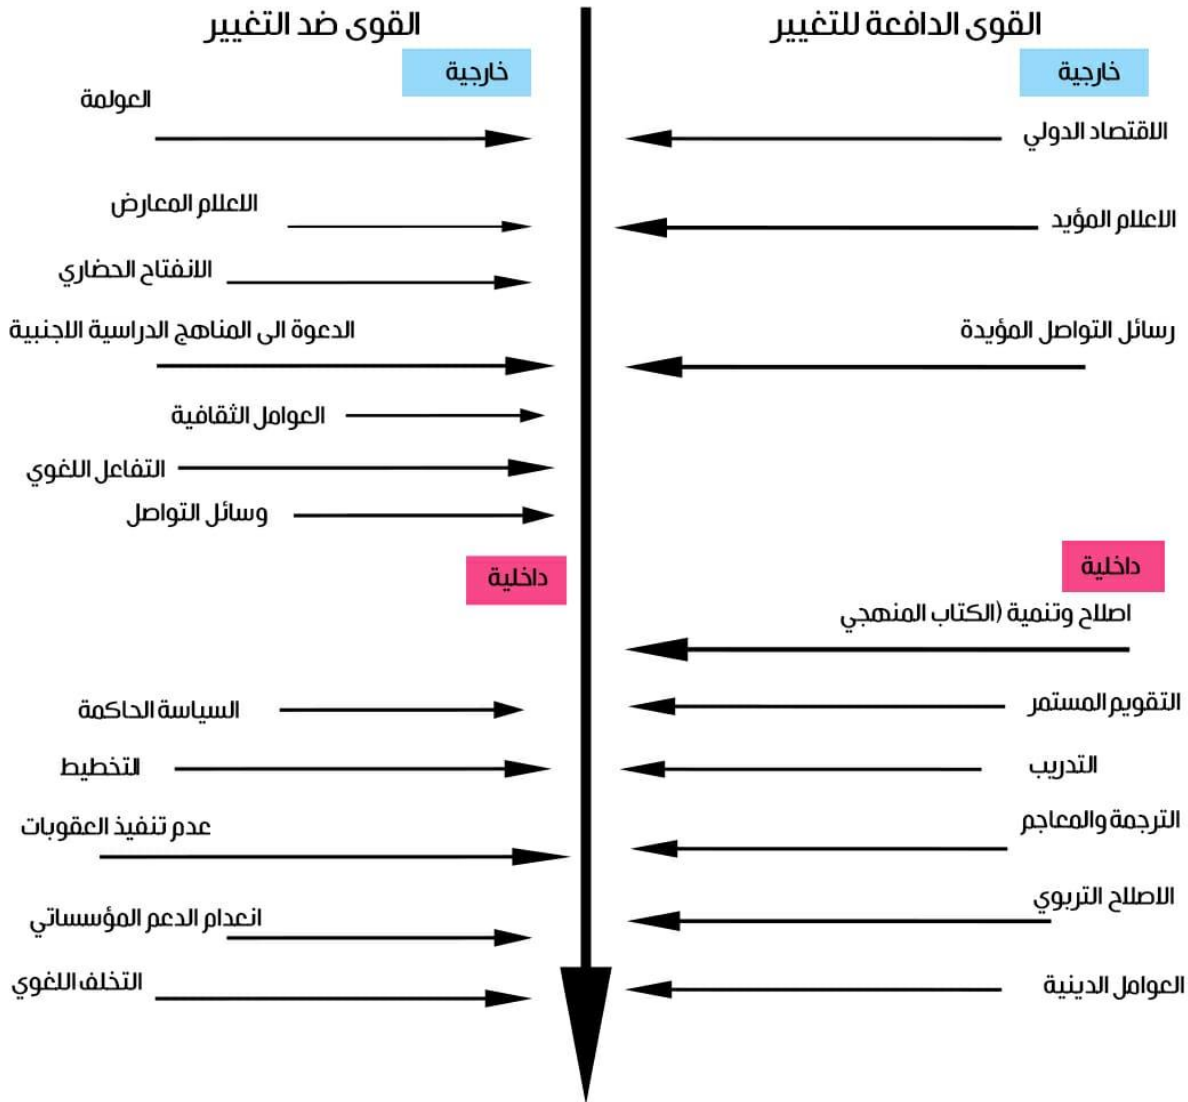 القوى الدافعة للتغيير
خارجية
الاقتصاد الدولي
الاعلام المؤيد
رسائل التواصل المؤيدة
داخلية
اصلاح وتنمية (الكتاب المنهجي
التقويم المستمر
التدريب
الترجمة والمعاجم
الاصلاح التربوي
العوامل الدينية
القوى ضد التغيير
خارجية
العولمة
الاعلام المعارض
الانفتاح الحضاري
الدعوة الى المناهج الدراسية الاجنبية
العوامل الثقافية
التفاعل اللغوي
وسائل التواصل
داخلية
السياسة الحاكمة
التخطيط
عدم تنفيذ العقوبات
انعدام الدعم المؤسساتي
التخلف اللغوي